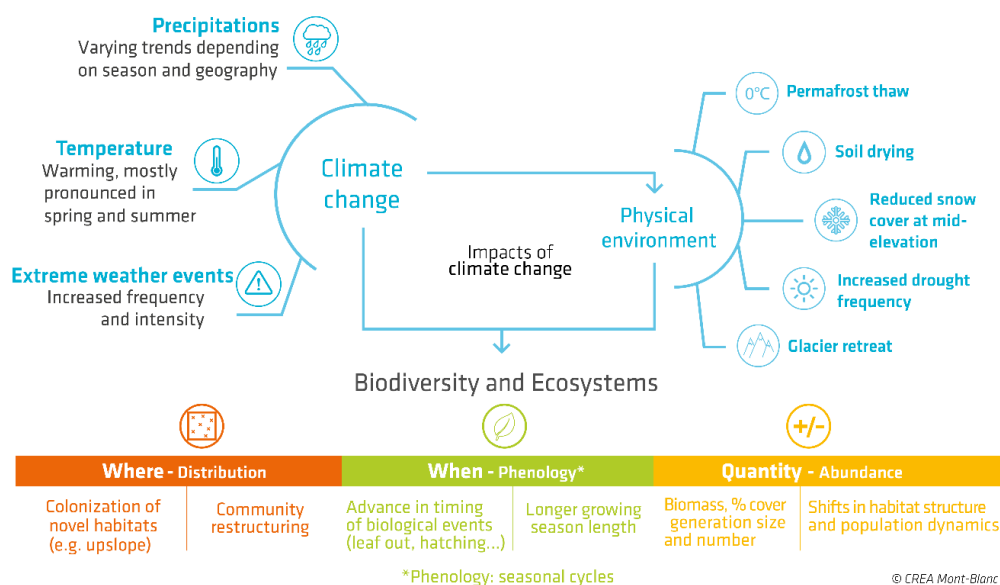 Precipitations
Varying trends depending
on season and geography
Temperature
Warming, mostly
pronounced in
spring and summer
Extreme weather events
Increased frequency
and intensity
Climate
change
Impacts of
climate change
Physical
environment
0°C
Permafrost thaw
Soil drying
Reduced snow
cover at mid-
elevation
Increased drought
frequency
Glacier retreat
Biodiversity and Ecosystems
Where - Distribution
Colonization of
novel habitats
(e.g. upslope)
Community
restructuring
When - Phenology*
Advance in timing
of biological events
(leaf out, hatching...)
Longer growing
season length
+/-
Quantity - Abundance
Biomass, % cover
generation size
and number
Shifts in habitat structure
and population dynamics
*Phenology: seasonal cycles
© CREA Mont-Blanc